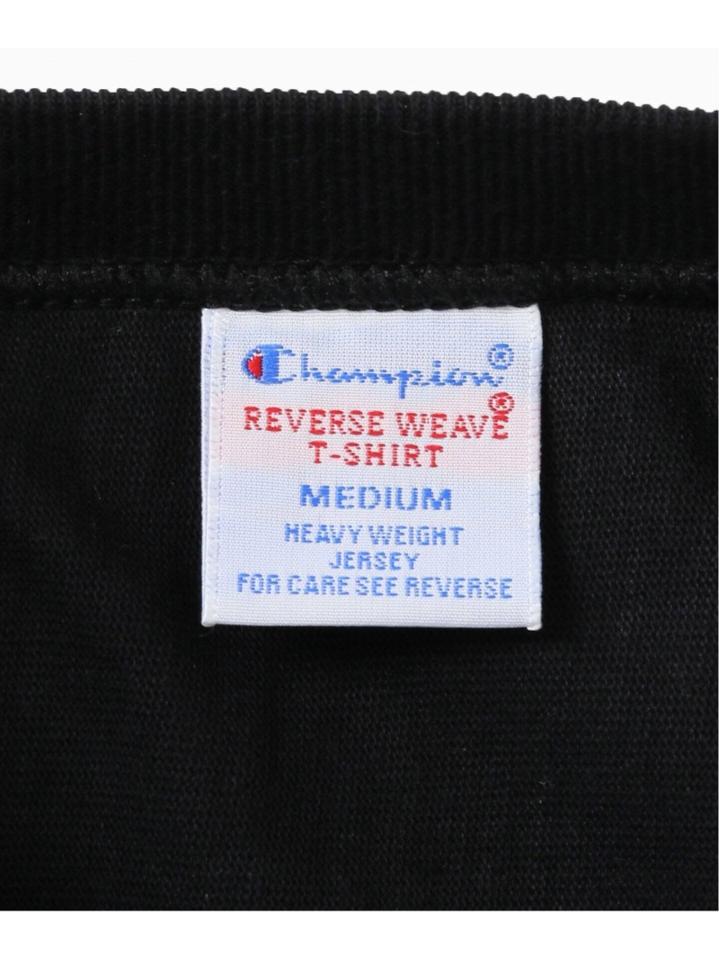 Champion®
REVERSE WEAVE®
T-SHIRT
MEDIUM
HEAVY WEIGHT
JERSEY
FOR CARE SEE REVERSE